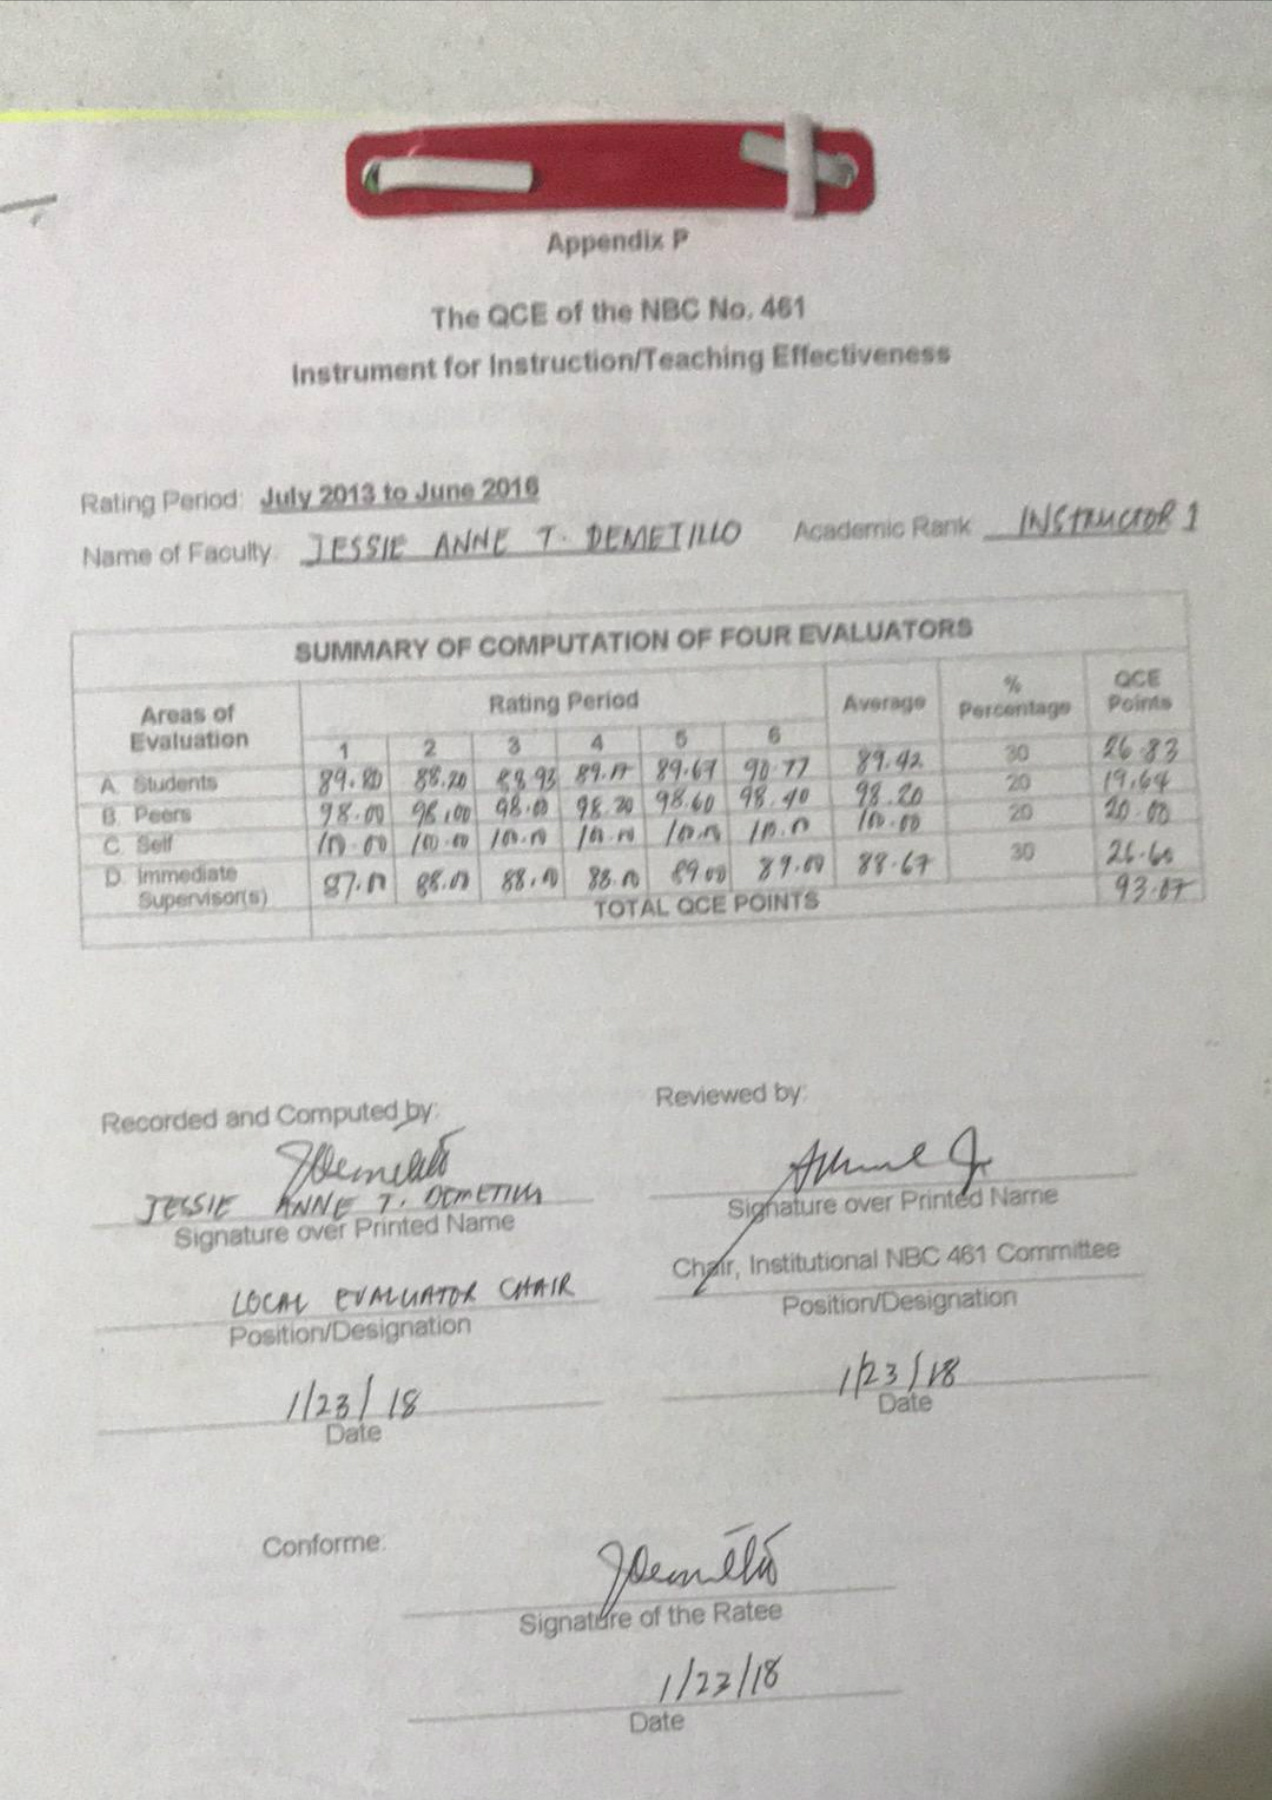 Appendix P
The QCE of the NBC No. 461
Instrument for Instruction/Teaching Effectiveness
Rating Period: July 2013 to June 2016
Name of Faculty: JESSIE ANNE T. DEMETILLO Academic Rank INSTRUCTOR 1
SUMMARY OF COMPUTATION OF FOUR EVALUATORS
Areas of Evaluation Rating Period Average % Percentage QCE Points
1 2 3 4 5 6
A. Students 89.80 88.20 88.93 89.17 89.67 90.77 89.42 30 26.83
B. Peers 98.00 98.00 98.00 98.20 98.60 98.40 98.20 20 19.64
C. Self 100.00 100.00 100.00 100.00 100.00 100.00 100.00 20 20.00
D. Immediate Supervisor(s) 87.00 88.00 88.00 88.00 89.00 89.00 88.67 30 26.60
TOTAL QCE POINTS 93.07
Recorded and Computed by:
JESSIE ANNE T. DEMETILLO
Signature over Printed Name
LOCAL EVALUATOR CHAIR
Position/Designation
1/23/18
Date
Reviewed by:
Signature over Printed Name
Chair, Institutional NBC 461 Committee
Position/Designation
1/23/18
Date
Conforme:
JDemetillo
Signature of the Ratee
1/23/18
Date